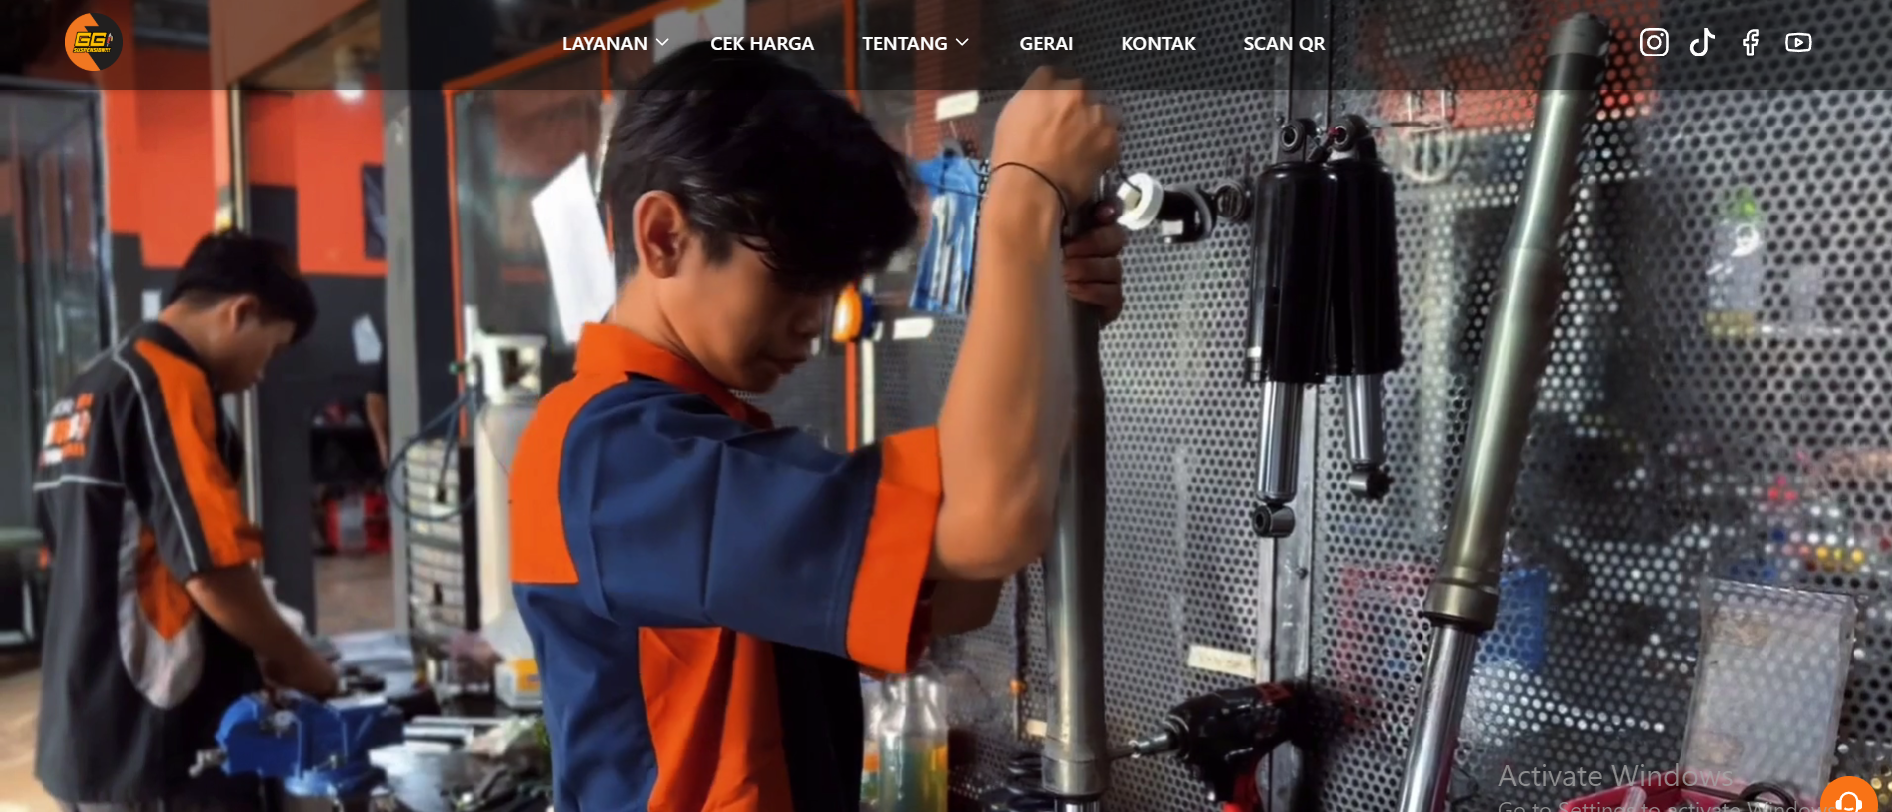 GG
SUSPENSION
LAYANAN
CEK HARGA
TENTANG
GERAI
KONTAK
SCAN QR
Activate Windows
Go to Settings to activate Windows